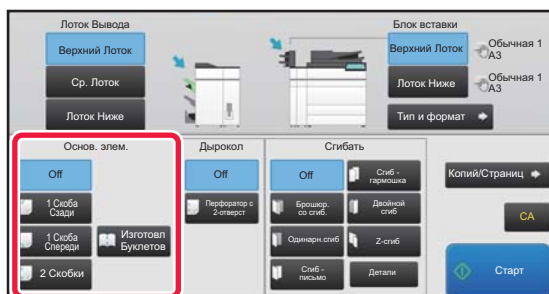 Лоток Вывода
Блок вставки
Верхний Лоток
Ср. Лоток
Лоток Ниже
Верхний Лоток
Обычная 1
A3
Лоток Ниже
Обычная 1
A3
Тип и формат
Основ. элем.
Off
1 Скоба
Сзади
1 Скоба
Спереди
Изготовл
Буклетов
2 Скобки
Дырокол
Off
Перфоратор с
2-отверст
Сгибать
Off
Сгиб -
гармошка
Брошюр.
со сгиб.
Двойной
сгиб
Одинарн.сгиб
Z-сгиб
Сгиб -
письмо
Детали
Копий/Страниц
CA
Старт